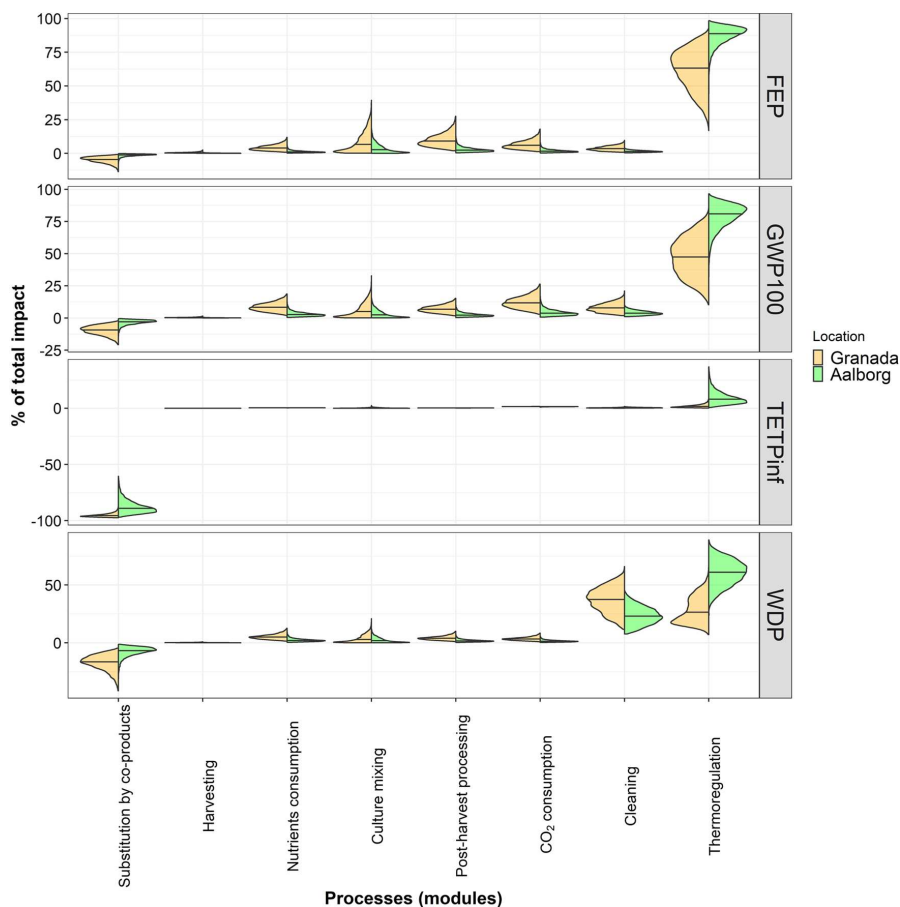 100
75
50
25
0
FEP
100
75
50
25
0
-25
GWP100
0
-50
-100
TETPinf
50
0
WDP
% of total impact
Location
Granada
Aalborg
Substitution by co-products
Harvesting
Nutrients consumption
Culture mixing
Post-harvest processing
CO₂ consumption
Cleaning
Thermoregulation
Processes (modules)